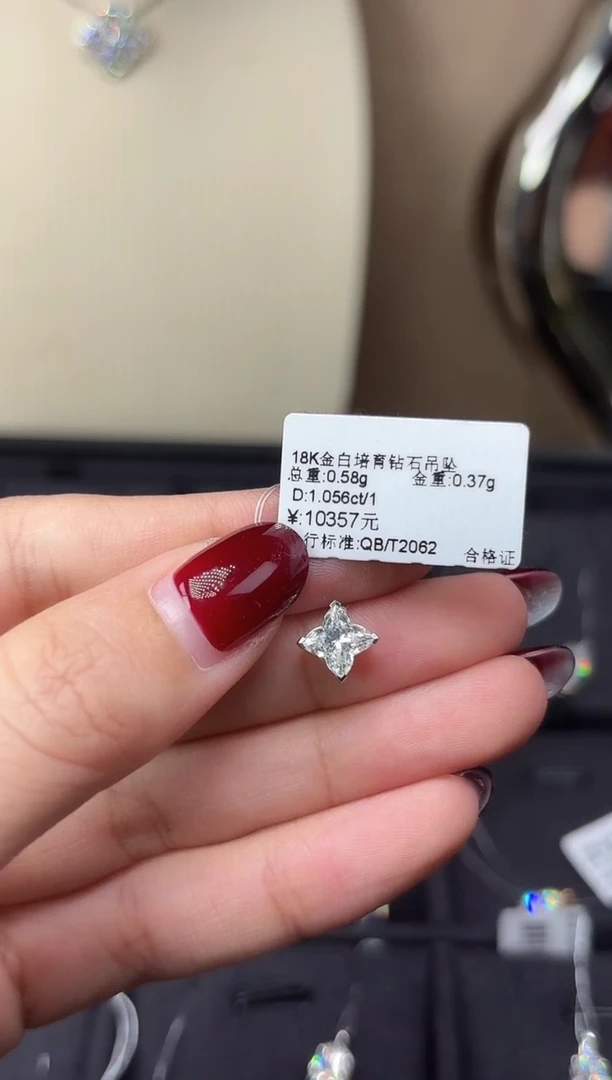 18K金白培育钻石吊坠
总重:0.58g 金重:0.37g
D:1.056ct/1
¥:10357元
行标准:QB/T2062 合格证